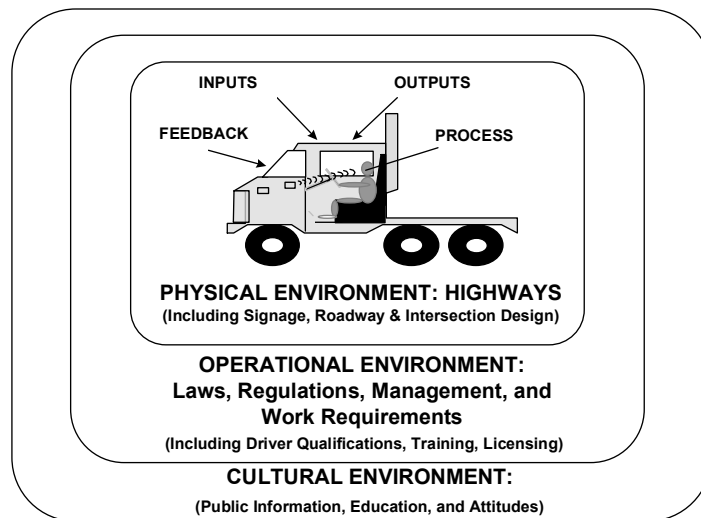 INPUTS
OUTPUTS
FEEDBACK
PROCESS
PHYSICAL ENVIRONMENT: HIGHWAYS
(Including Signage, Roadway & Intersection Design)
OPERATIONAL ENVIRONMENT:
Laws, Regulations, Management, and
Work Requirements
(Including Driver Qualifications, Training, Licensing)
CULTURAL ENVIRONMENT:
(Public Information, Education, and Attitudes)